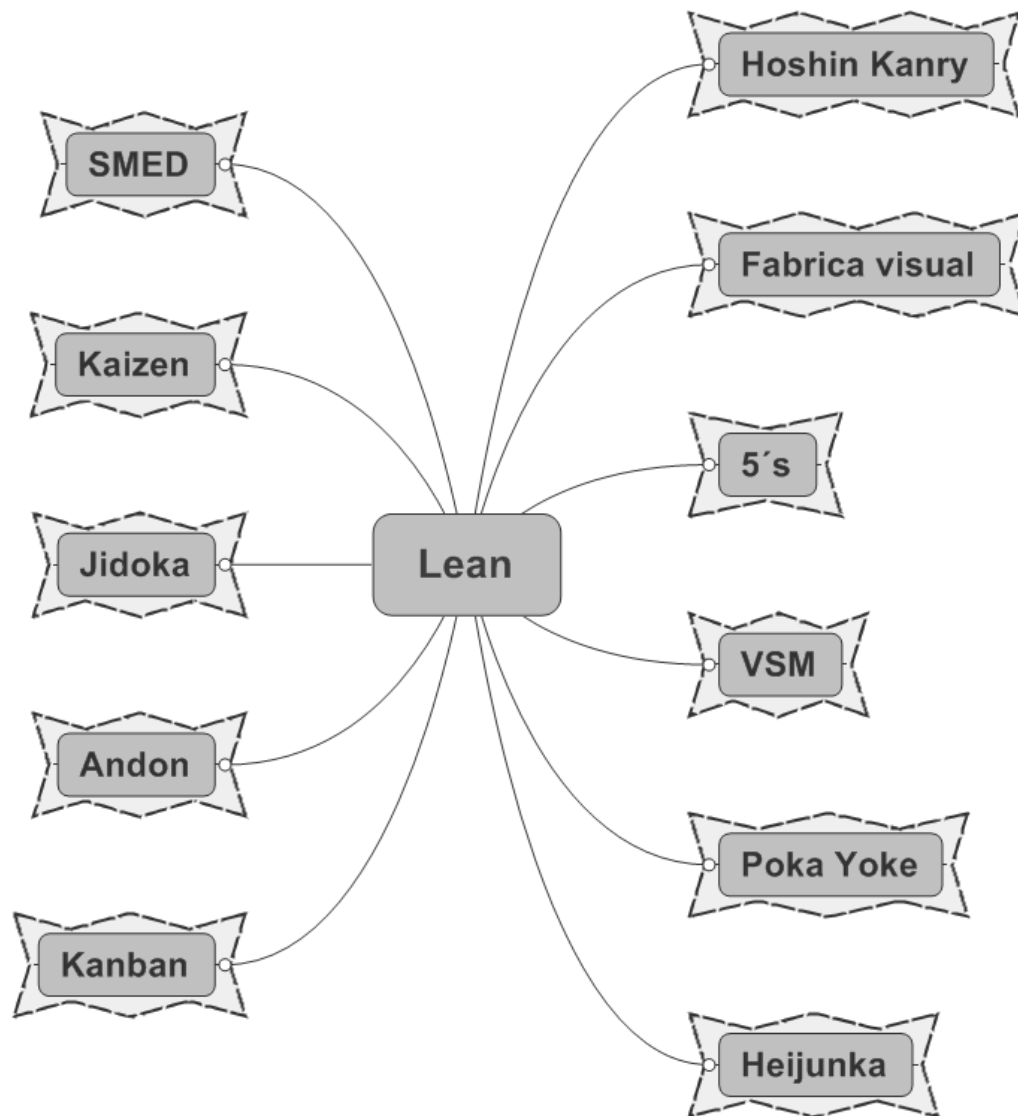 Hoshin Kanry
SMED
Fabrica visual
Kaizen
5´s
Lean
Jidoka
VSM
Andon
Poka Yoke
Kanban
Heijunka